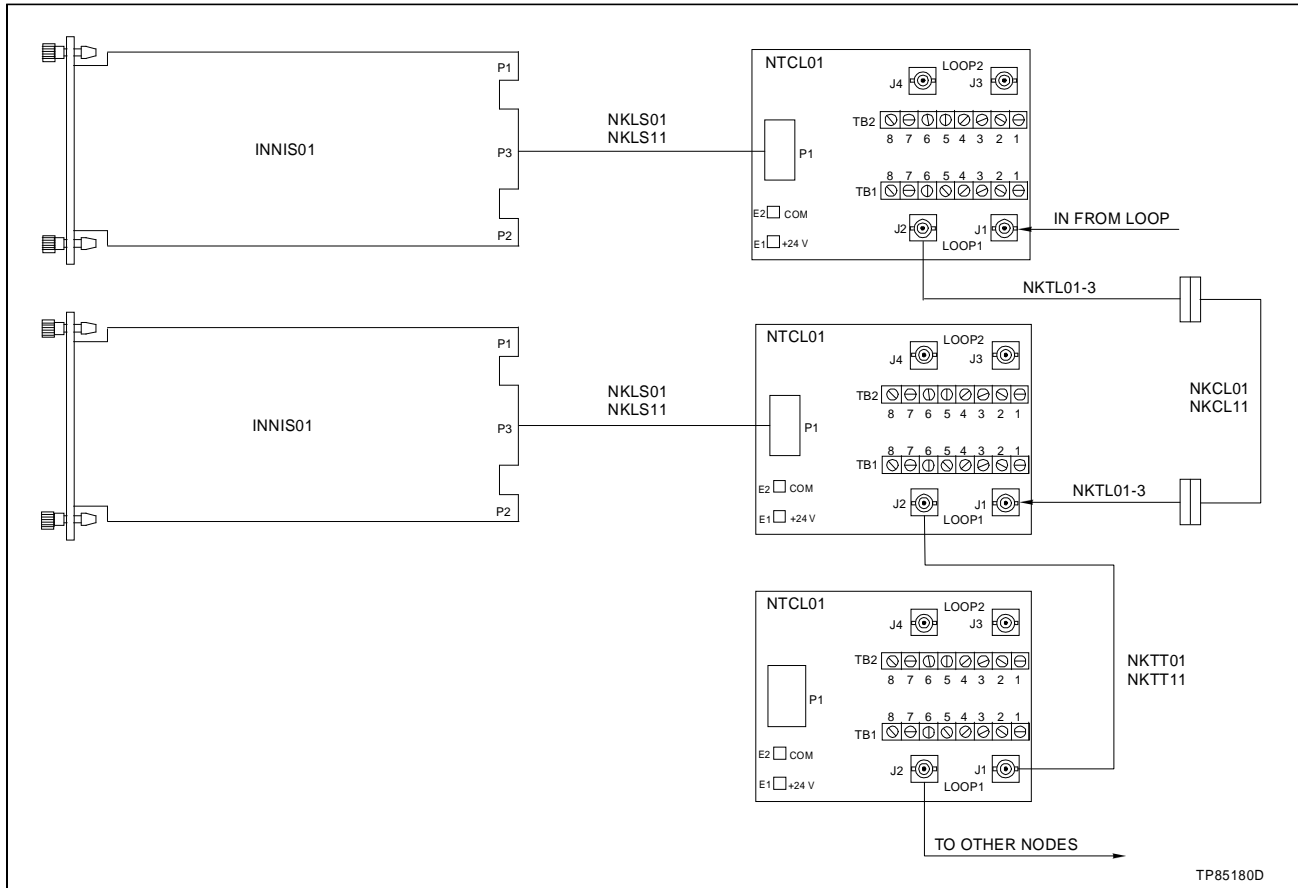 P1
INNIS01
P3
P2
NKLS01
NKLS11
NTCL01
LOOP2
J4 J3
TB2
8 7 6 5 4 3 2 1
P1
8 7 6 5 4 3 2 1
TB1
E2 COM
J2 J1
E1 +24 V
LOOP1
IN FROM LOOP
NKTL01-3
P1
INNIS01
P3
P2
NKLS01
NKLS11
NTCL01
LOOP2
J4 J3
TB2
8 7 6 5 4 3 2 1
P1
8 7 6 5 4 3 2 1
TB1
E2 COM
J2 J1
E1 +24 V
LOOP1
NKTL01-3
NKCL01
NKCL11
NTCL01
LOOP2
J4 J3
TB2
8 7 6 5 4 3 2 1
P1
8 7 6 5 4 3 2 1
TB1
E2 COM
J2 J1
E1 +24 V
LOOP1
NKTT01
NKTT11
TO OTHER NODES
TP85180D